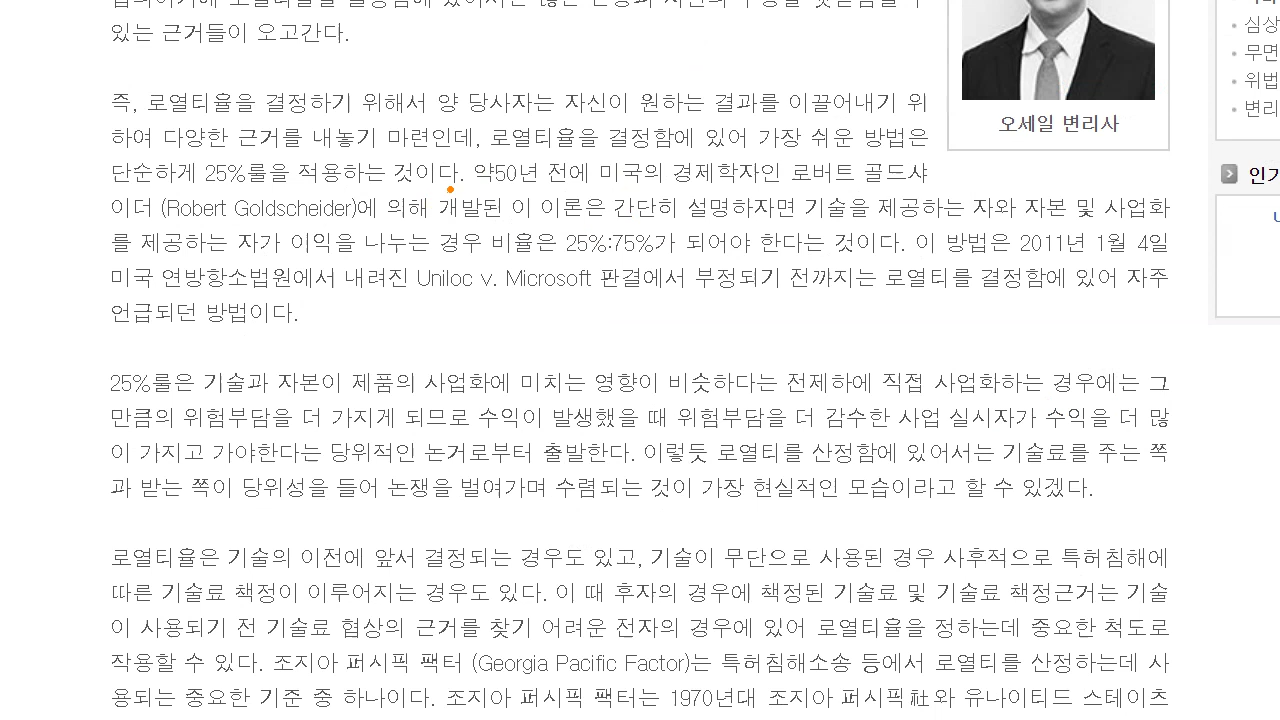 있는 근거들이 오고간다.
즉, 로열티율을 결정하기 위해서 양 당사자는 자신이 원하는 결과를 이끌어내기 위
하여 다양한 근거를 내놓기 마련인데, 로열티율을 결정함에 있어 가장 쉬운 방법은
단순하게 25%룰을 적용하는 것이다. 약50년 전에 미국의 경제학자인 로버트 골드샤
이더 (Robert Goldscheider)에 의해 개발된 이 이론은 간단히 설명하자면 기술을 제공하는 자와 자본 및 사업화
를 제공하는 자가 이익을 나누는 경우 비율은 25%:75%가 되어야 한다는 것이다. 이 방법은 2011년 1월 4일
미국 연방항소법원에서 내려진 Uniloc v. Microsoft 판결에서 부정되기 전까지는 로열티를 결정함에 있어 자주
언급되던 방법이다.
25%룰은 기술과 자본이 제품의 사업화에 미치는 영향이 비슷하다는 전제하에 직접 사업화하는 경우에는 그
만큼의 위험부담을 더 가지게 되므로 수익이 발생했을 때 위험부담을 더 감수한 사업 실시자가 수익을 더 많
이 가지고 가야한다는 당위적인 논거로부터 출발한다. 이렇듯 로열티를 산정함에 있어서는 기술료를 주는 쪽
과 받는 쪽이 당위성을 들어 논쟁을 벌여가며 수렴되는 것이 가장 현실적인 모습이라고 할 수 있겠다.
로열티율은 기술의 이전에 앞서 결정되는 경우도 있고, 기술이 무단으로 사용된 경우 사후적으로 특허침해에
따른 기술료 책정이 이루어지는 경우도 있다. 이 때 후자의 경우에 책정된 기술료 및 기술료 책정근거는 기술
이 사용되기 전 기술료 협상의 근거를 찾기 어려운 전자의 경우에 있어 로열티율을 정하는데 중요한 척도로
작용할 수 있다. 조지아 퍼시픽 팩터 (Georgia Pacific Factor)는 특허침해소송 등에서 로열티를 산정하는데 사
용되는 중요한 기준 중 하나이다. 조지아 퍼시픽 팩터는 1970년대 조지아 퍼시픽社와 유나이티드 스테이츠
오세일 변리사
심상
무면
위법
변리
인기